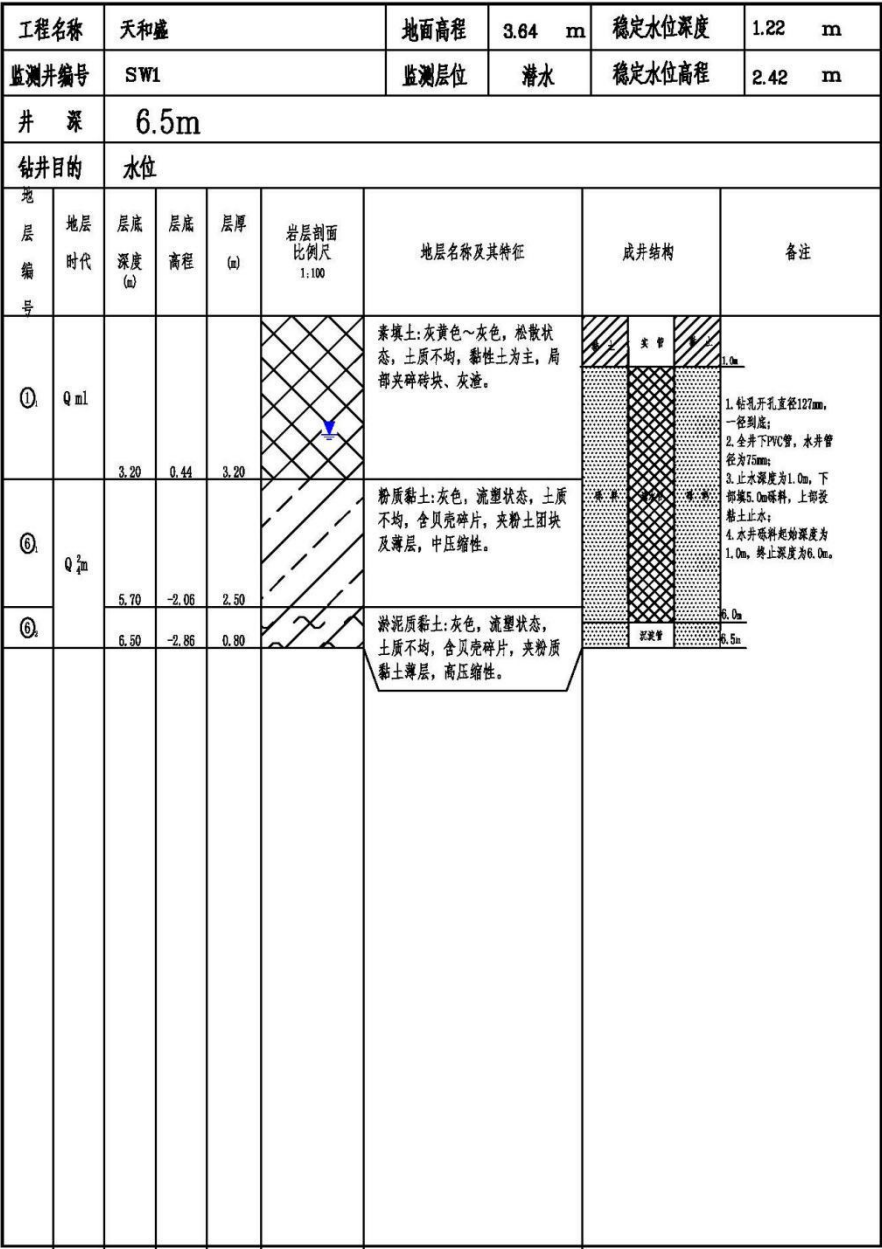 工程名称 天和盛 地面高程 3.64 m 稳定水位深度 1.22 m
监测井编号 SW1 监测层位 潜水 稳定水位高程 2.42 m
井 深 6.5m
钻井目的 水位
地层编号 地层时代 层底深度(m) 层底高程 层厚(m) 岩层剖面比例尺1:100 地层名称及其特征 成井结构 备注
①1 Q ml 3.20 0.44 3.20
素填土:灰黄色~灰色,松散状
态,土质不均,黏性土为主,局
部夹碎砖块、灰渣。
⑥1 Q 2 4 m 5.70 -2.06 2.50
粉质黏土:灰色,流塑状态,土质
不均,含贝壳碎片,夹粉土团块
及薄层,中压缩性。
⑥2 6.50 -2.86 0.80
淤泥质黏土:灰色,流塑状态,
土质不均,含贝壳碎片,夹粉质
黏土薄层,高压缩性。
黏土 实管 黏土
1.0m
砾料 砾料
6.0m
沉淀管
6.5m
1.钻孔开孔直径127mm,
一径到底;
2.全井下PVC管,水井管
径为75mm;
3.止水深度为1.0m,下
部填5.0m砾料,上部投
黏土止水;
4.水井砾料起始深度为
1.0m,终止深度为6.0m。